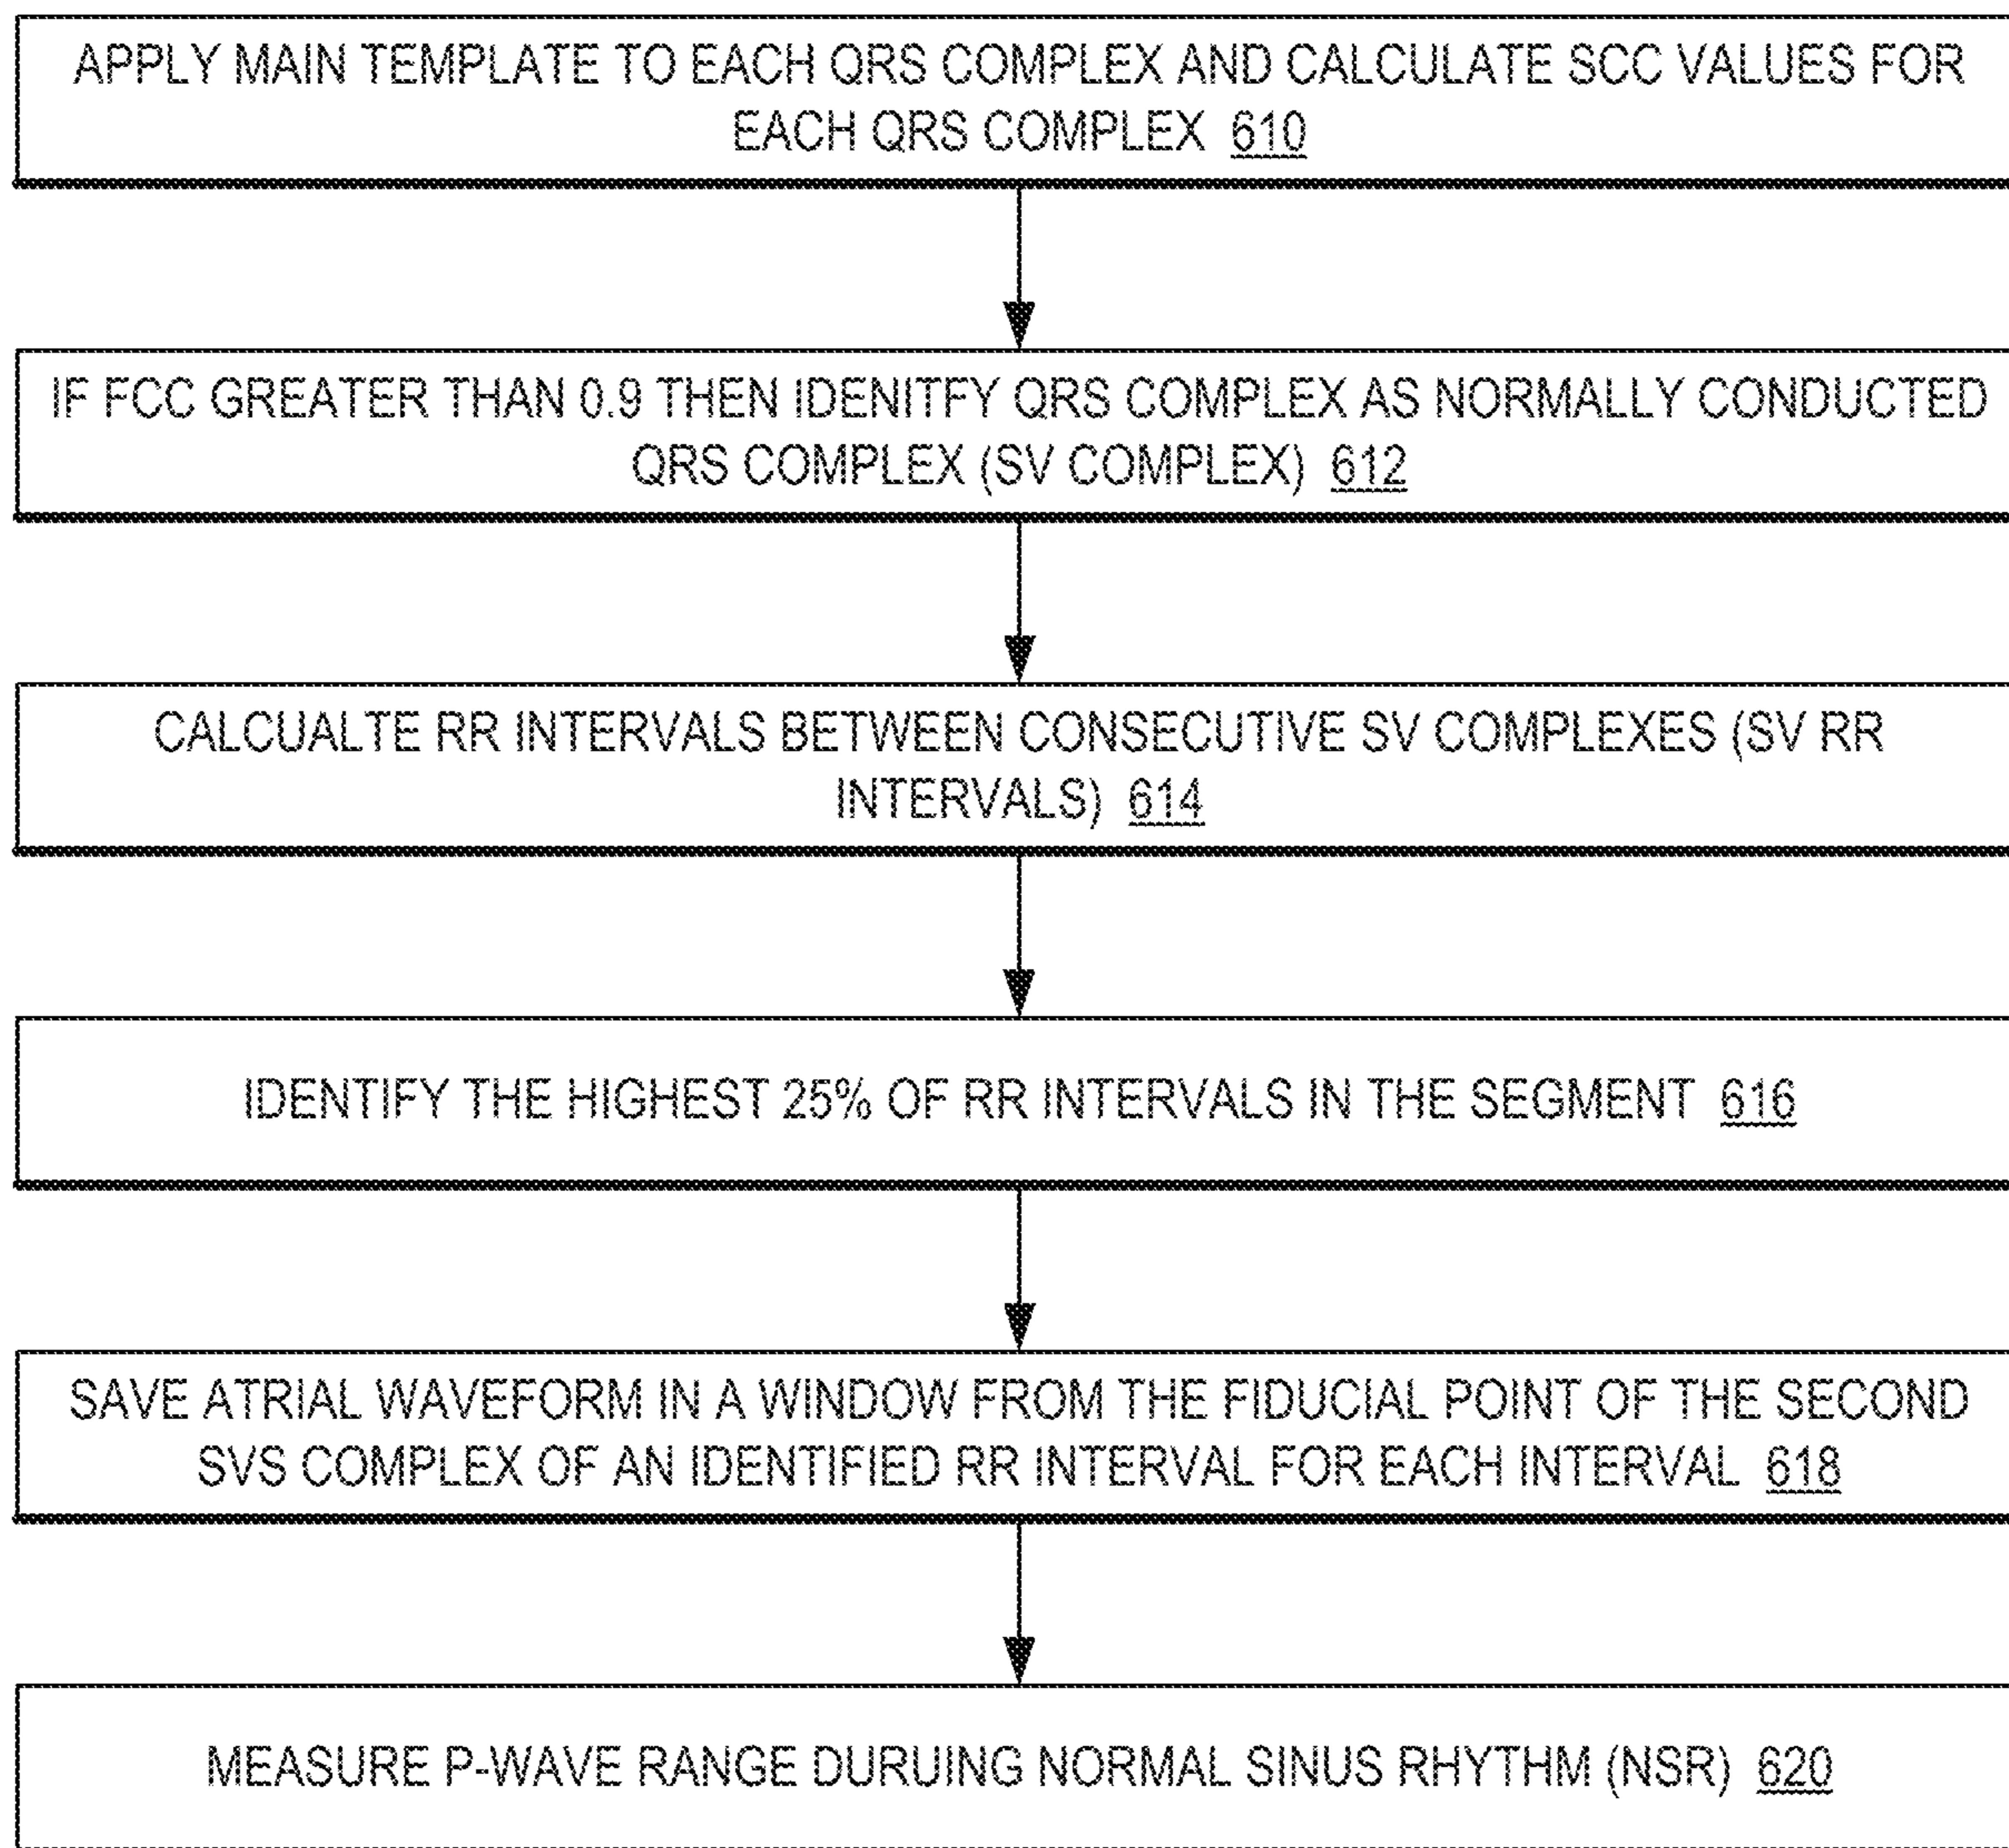 APPLY MAIN TEMPLATE TO EACH QRS COMPLEX AND CALCULATE SCC VALUES FOR
EACH QRS COMPLEX 610
IF FCC GREATER THAN 0.9 THEN IDENITFY QRS COMPLEX AS NORMALLY CONDUCTED
QRS COMPLEX (SV COMPLEX) 612
CALCUALTE RR INTERVALS BETWEEN CONSECUTIVE SV COMPLEXES (SV RR
INTERVALS) 614
IDENTIFY THE HIGHEST 25% OF RR INTERVALS IN THE SEGMENT 616
SAVE ATRIAL WAVEFORM IN A WINDOW FROM THE FIDUCIAL POINT OF THE SECOND
SVS COMPLEX OF AN IDENTIFIED RR INTERVAL FOR EACH INTERVAL 618
MEASURE P-WAVE RANGE DURUING NORMAL SINUS RHYTHM (NSR) 620